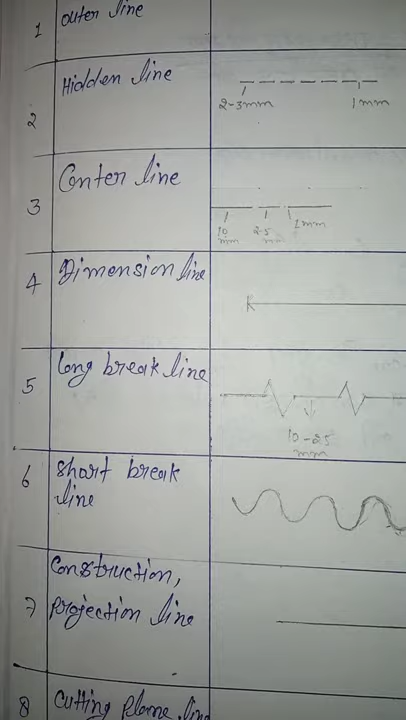 1 outer line
2 Hidden line
2-3mm 1mm
3 Center line
10 mm 2.5 mm 1mm
4 Dimension line
5 long break line
10-25
mm
6 short break
line
Construction,
7 projection line
8 Cutting plane line